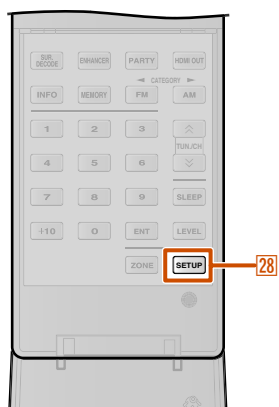 SUR. DECODE ENHANCER PARTY HDMI OUT
CATEGORY
INFO MEMORY FM AM
1 2 3
TUN./CH
4 5 6
7 8 9 SLEEP
+10 0 ENT LEVEL
ZONE SETUP 28